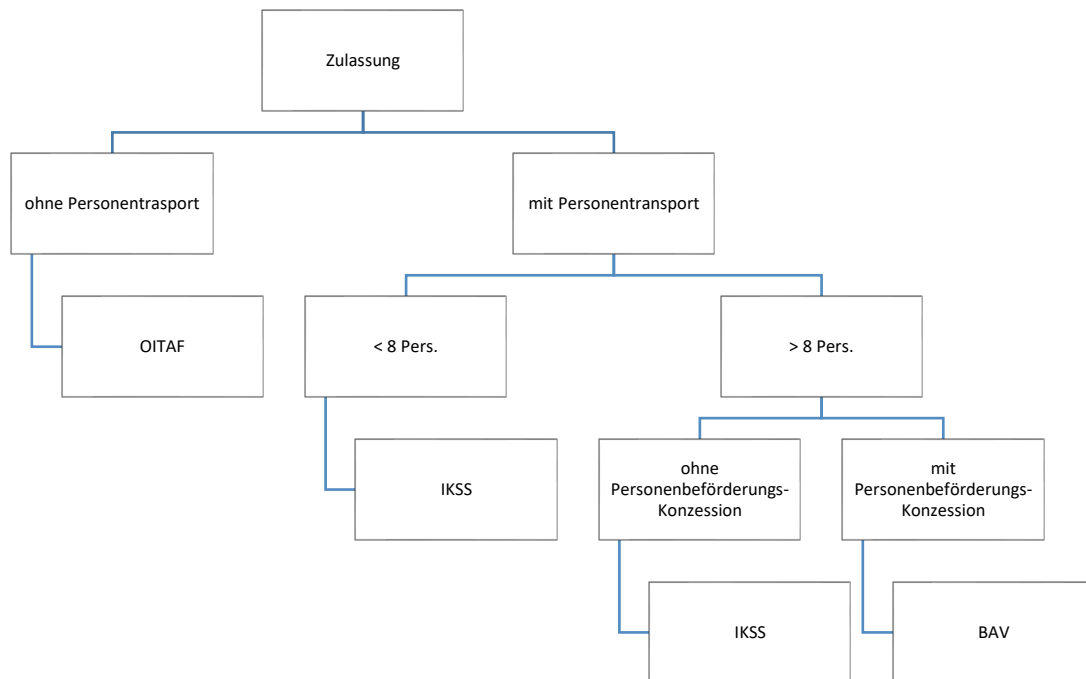 Zulassung
ohne Personentrasport
mit Personentransport
OITAF
< 8 Pers.
> 8 Pers.
IKSS
ohne
Personenbeförderungs-
Konzession
mit
Personenbeförderungs-
Konzession
IKSS
BAV